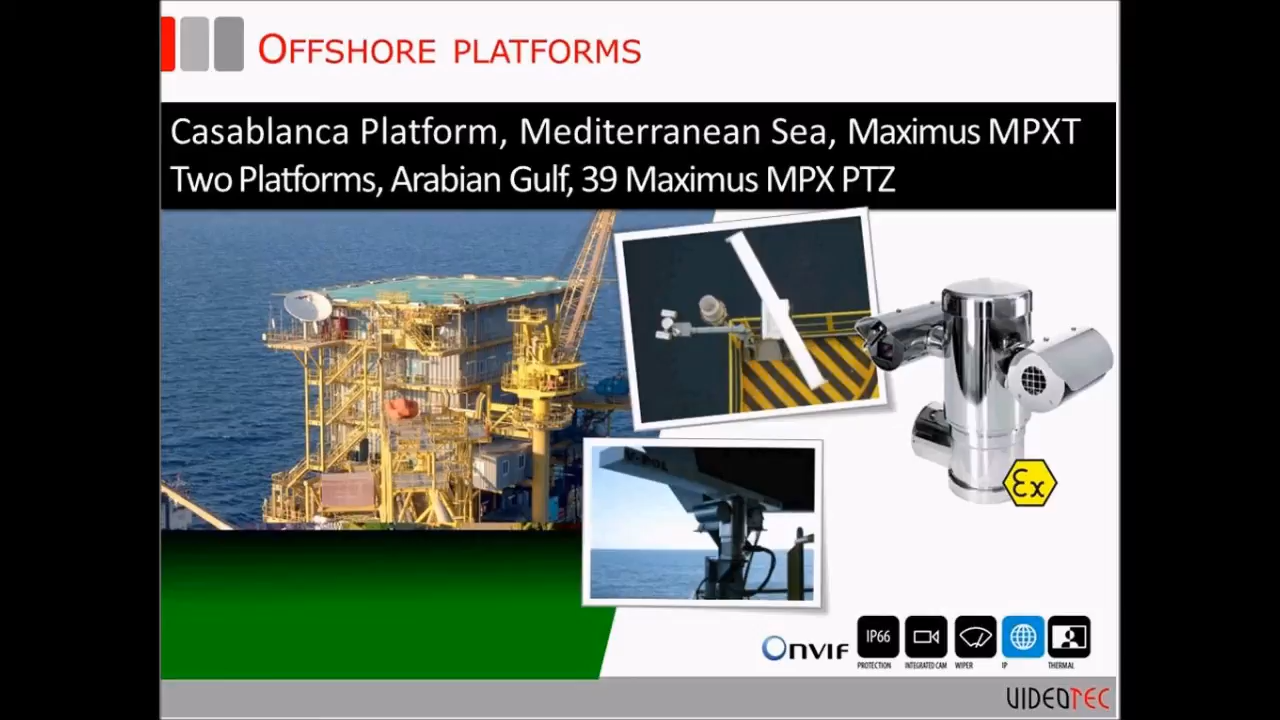 OFFSHORE PLATFORMS
Casablanca Platform, Mediterranean Sea, Maximus MPXT
Two Platforms, Arabian Gulf, 39 Maximus MPX PTZ
Ex
ONVIF
IP66
PROTECTION
INTEGRATED CAM
WIPER
IP
THERMAL
VIDEOTEC